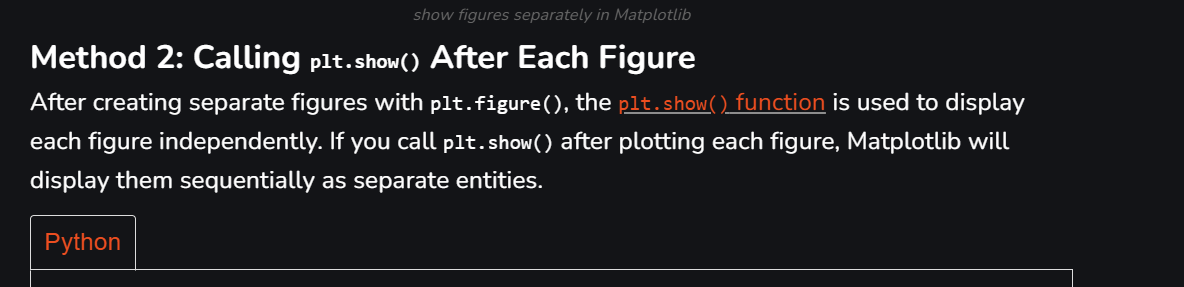 show figures separately in Matplotlib
Method 2: Calling plt.show() After Each Figure
After creating separate figures with plt.figure(), the plt.show() function is used to display
each figure independently. If you call plt.show() after plotting each figure, Matplotlib will
display them sequentially as separate entities.
Python